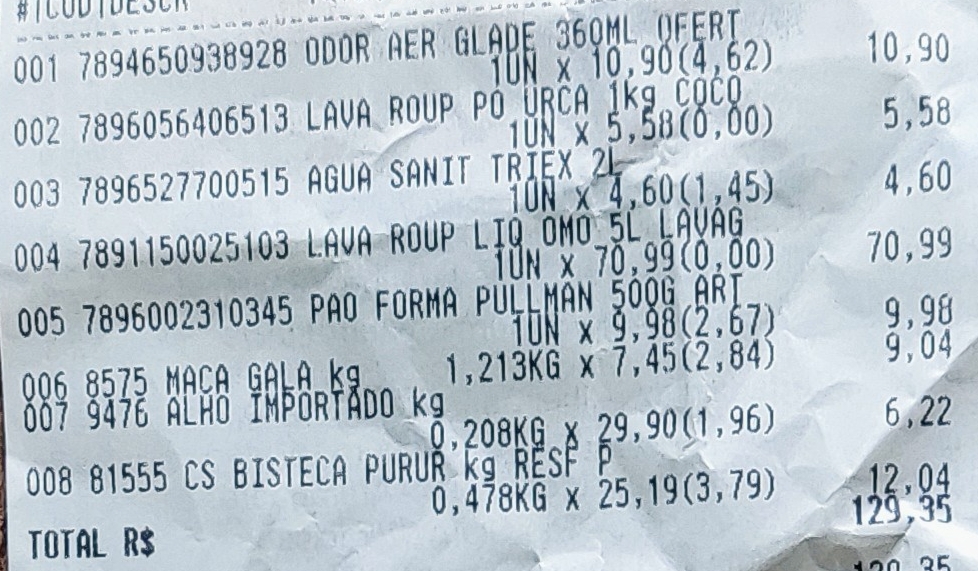 #|COD|DESC
001 7894650938928 ODOR AER GLADE 360ML OFERT
1UN x 10,90(4,62) 10,90
002 7896056406513 LAVA ROUP PO URCA 1kg COCO
1UN x 5,58(0,00) 5,58
003 7896527700515 AGUA SANIT TRIEX 2L
1UN x 4,60(1,45) 4,60
004 7891150025103 LAVA ROUP LIQ OMO 5L LAVAG
1UN x 70,99(0,00) 70,99
005 7896002310345 PAO FORMA PULLMAN 500G ART
1UN x 9,98(2,67) 9,98
006 8575 MACA GALA kg 1,213KG x 7,45(2,84) 9,04
007 9476 ALHO IMPORTADO kg
0,208KG x 29,90(1,96) 6,22
008 81555 CS BISTECA PURUR kg RESF P
0,478KG x 25,19(3,79) 12,04
TOTAL R$ 129,35
129,35